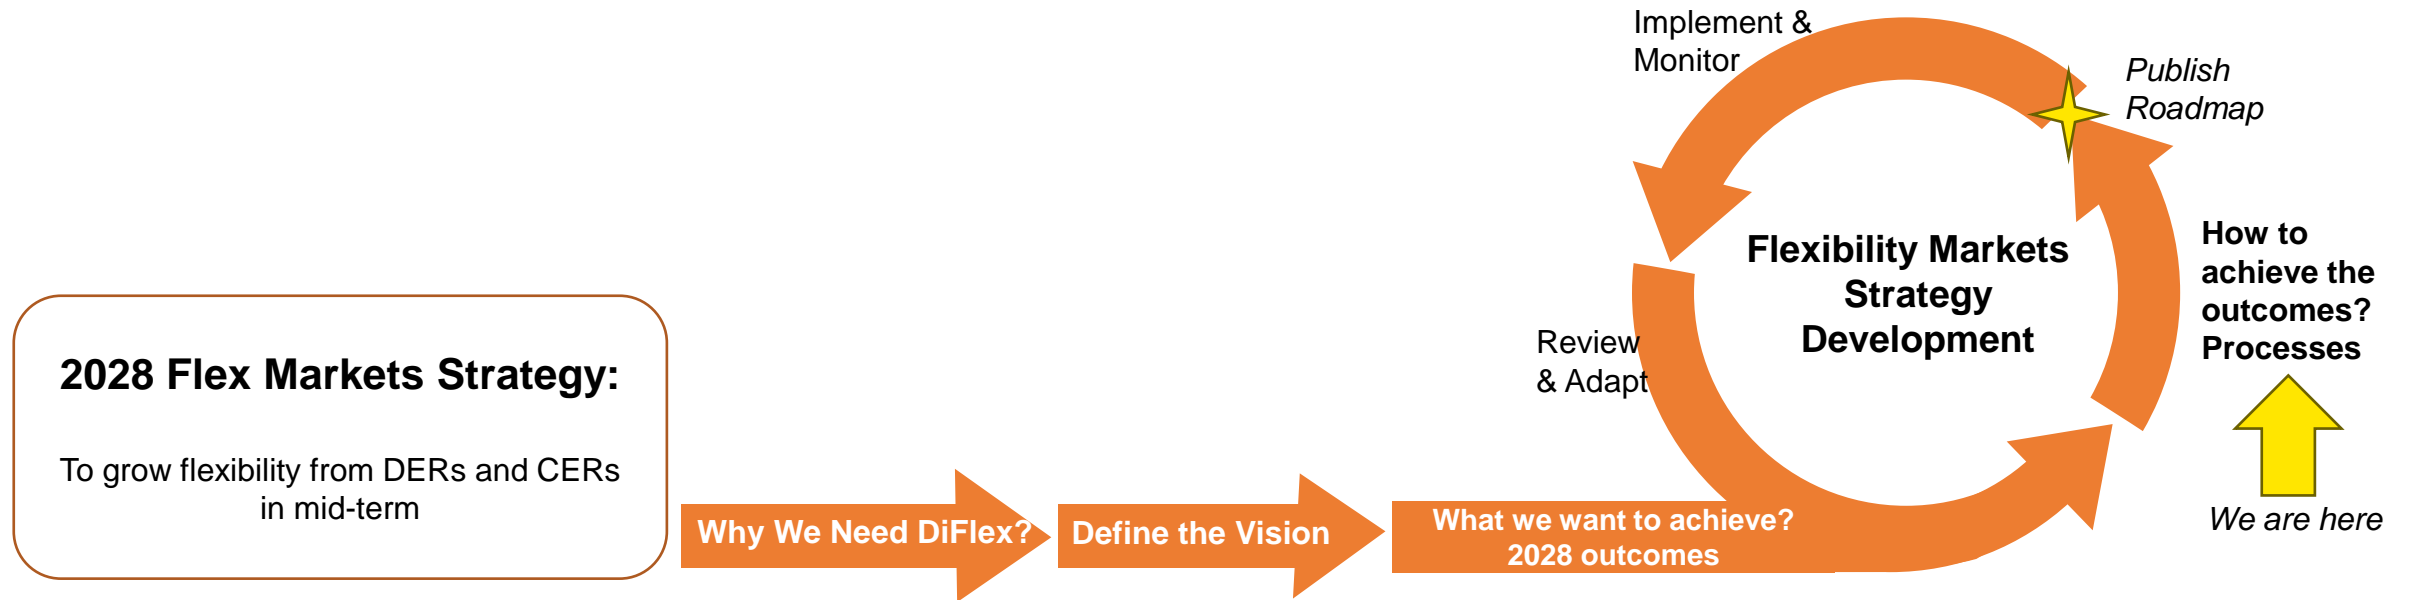 2028 Flex Markets Strategy:
To grow flexibility from DERs and CERs
in mid-term
Why We Need DiFlex?
Define the Vision
What we want to achieve?
2028 outcomes
Flexibility Markets
Strategy
Development
How to
achieve the
outcomes?
Processes
We are here
Publish
Roadmap
Implement &
Monitor
Review
& Adapt